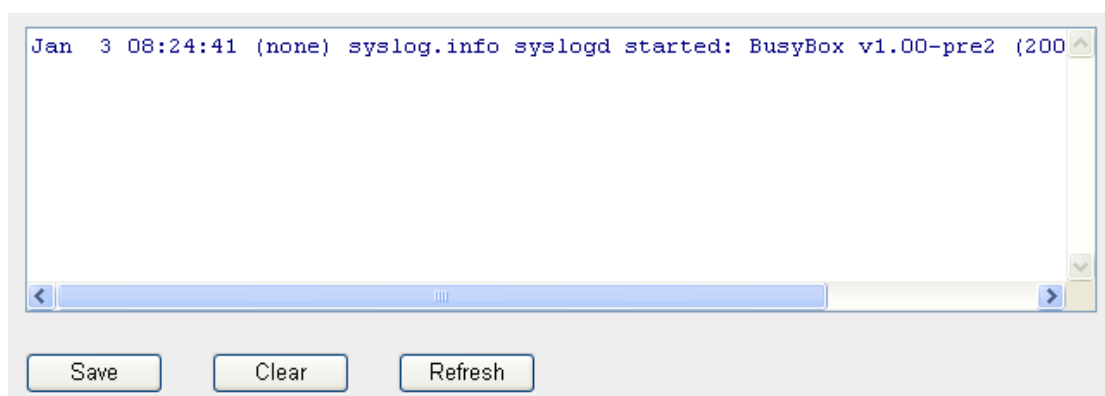 Jan  3 08:24:41 (none) syslog.info syslogd started: BusyBox v1.00-pre2 (200
Save Clear Refresh